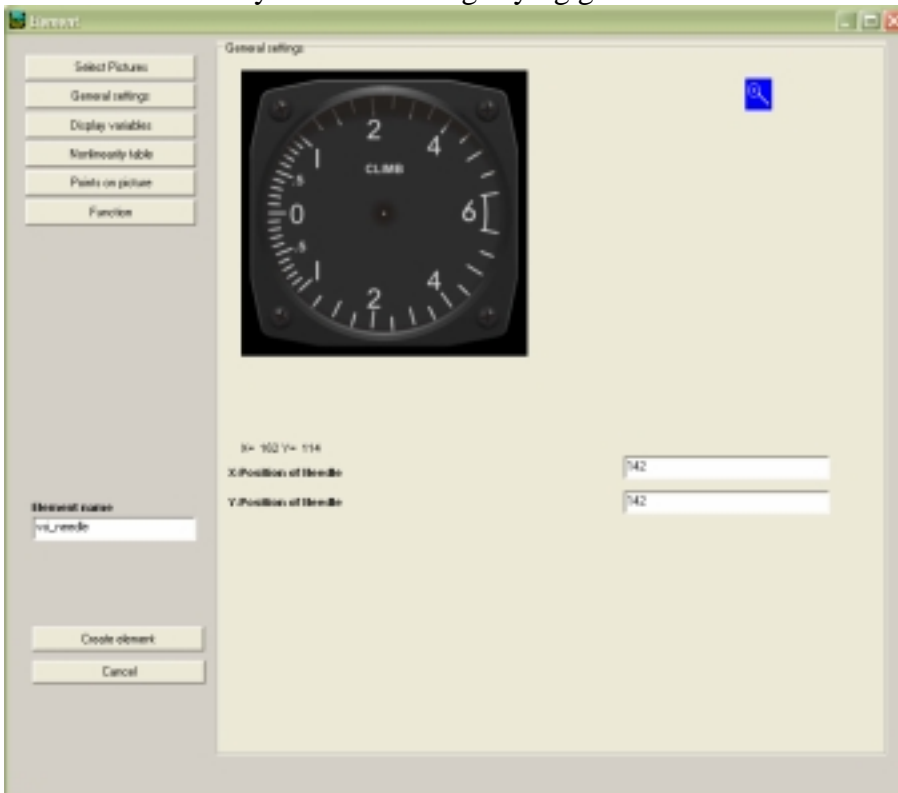 Element
Select Pictures
General settings
Display variables
Nonlinearity table
Points on picture
Function
General settings
2
4
1
CLIMB
.5
0
6
.5
1
4
2
X= 162 Y= 114
X-Position of Needle
142
Y-Position of Needle
142
Element name
vsi_needle
Create element
Cancel